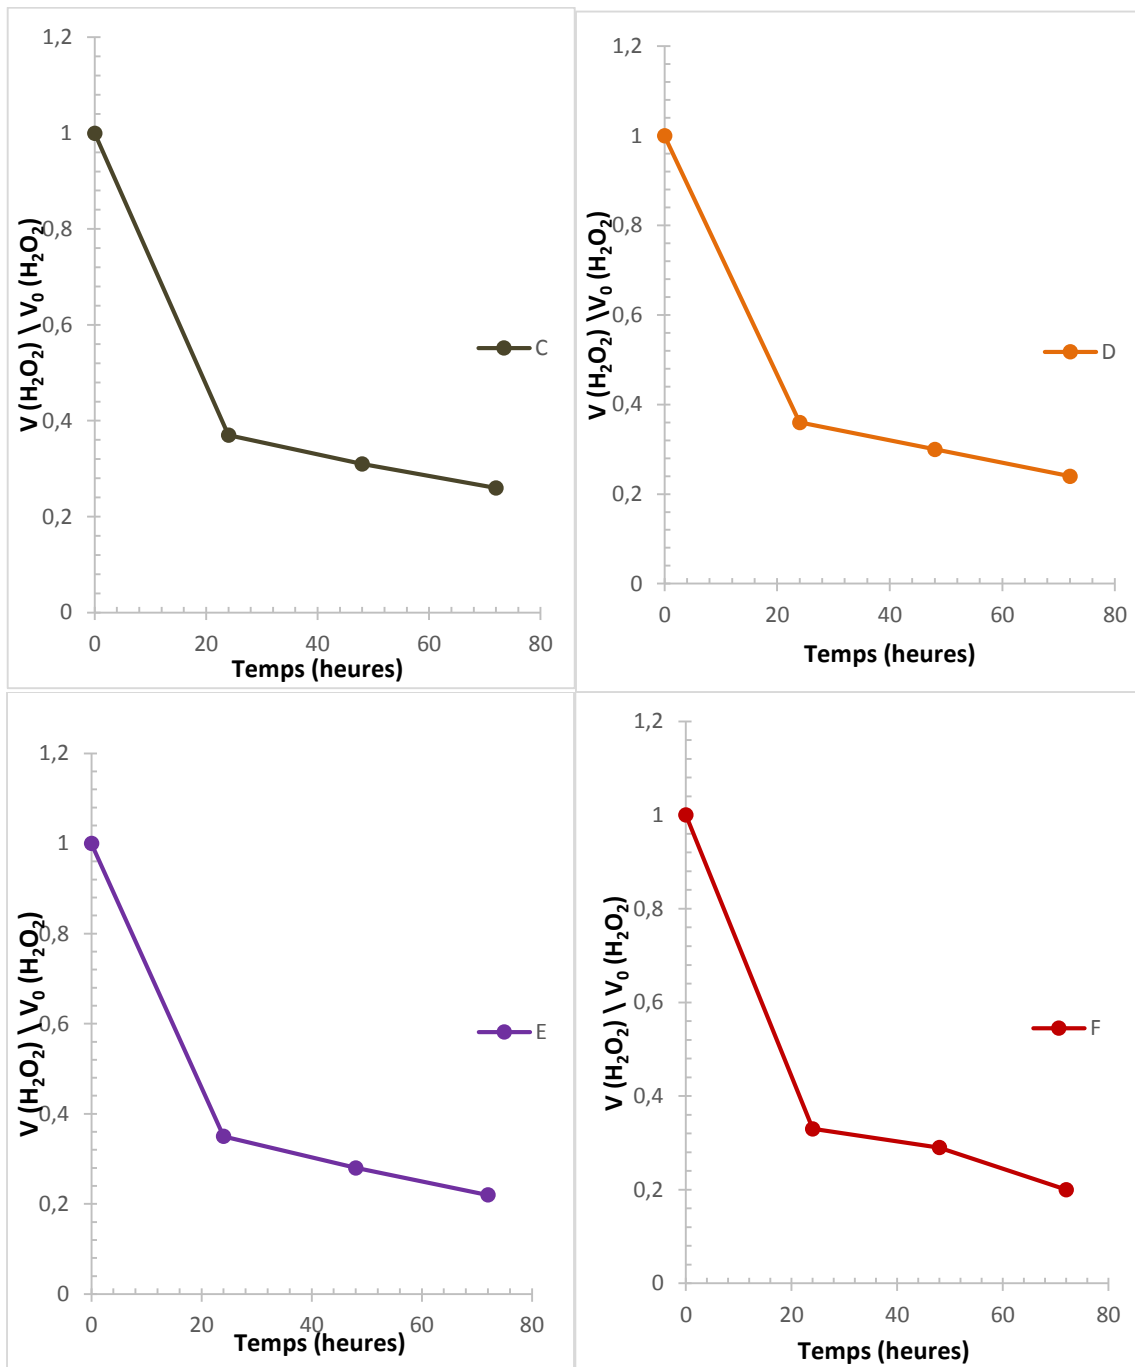 1,2
1
0,8
0,6
0,4
0,2
0
0 20 40 60 80
V (H₂O₂) \ V₀ (H₂O₂)
Temps (heures)
C
1,2
1
0,8
0,6
0,4
0,2
0
0 20 40 60 80
V (H₂O₂) \V₀ (H₂O₂)
Temps (heures)
D
1,2
1
0,8
0,6
0,4
0,2
0
0 20 40 60 80
V (H₂O₂) \ V₀ (H₂O₂)
Temps (heures)
E
1,2
1
0,8
0,6
0,4
0,2
0
0 20 40 60 80
V (H₂O₂) \ V₀ (H₂O₂)
Temps (heures)
F